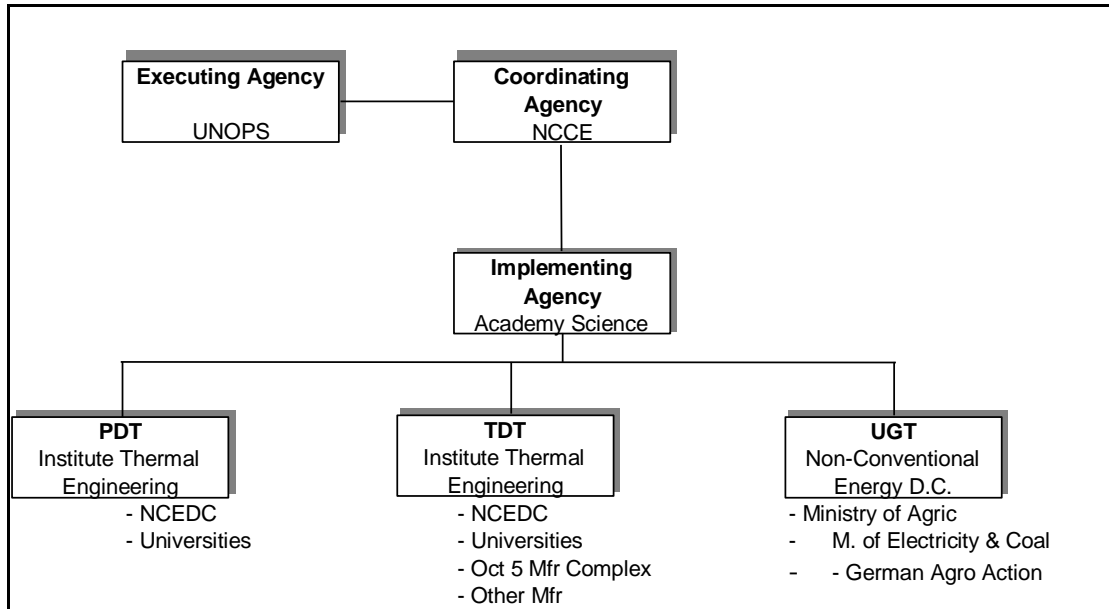 Executing Agency
UNOPS
Coordinating
Agency
NCCE
Implementing
Agency
Academy Science
PDT
Institute Thermal
Engineering
- NCEDC
- Universities
TDT
Institute Thermal
Engineering
- NCEDC
- Universities
- Oct 5 Mfr Complex
- Other Mfr
UGT
Non-Conventional
Energy D.C.
- Ministry of Agric
- M. of Electricity & Coal
- - German Agro Action